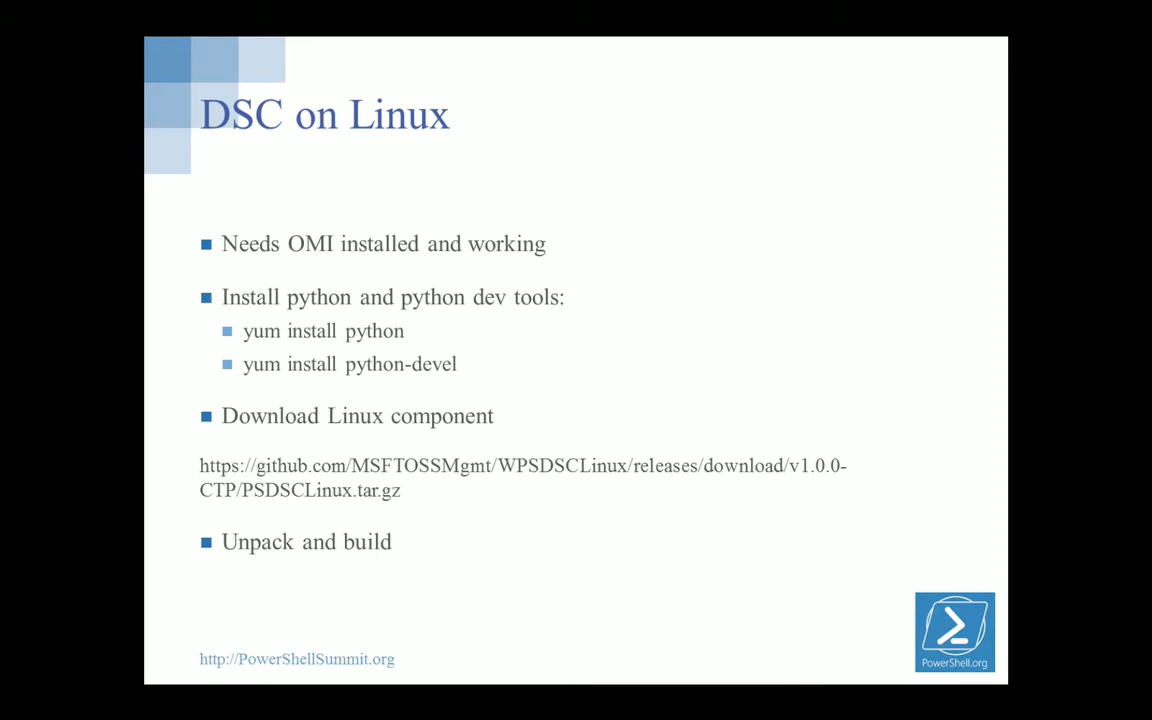 DSC on Linux
Needs OMI installed and working
Install python and python dev tools:
yum install python
yum install python-devel
Download Linux component
https://github.com/MSFTOSSMgmt/WPSDSCLinux/releases/download/v1.0.0-
CTP/PSDSCLinux.tar.gz
Unpack and build
http://PowerShellSummit.org
PowerShell.org